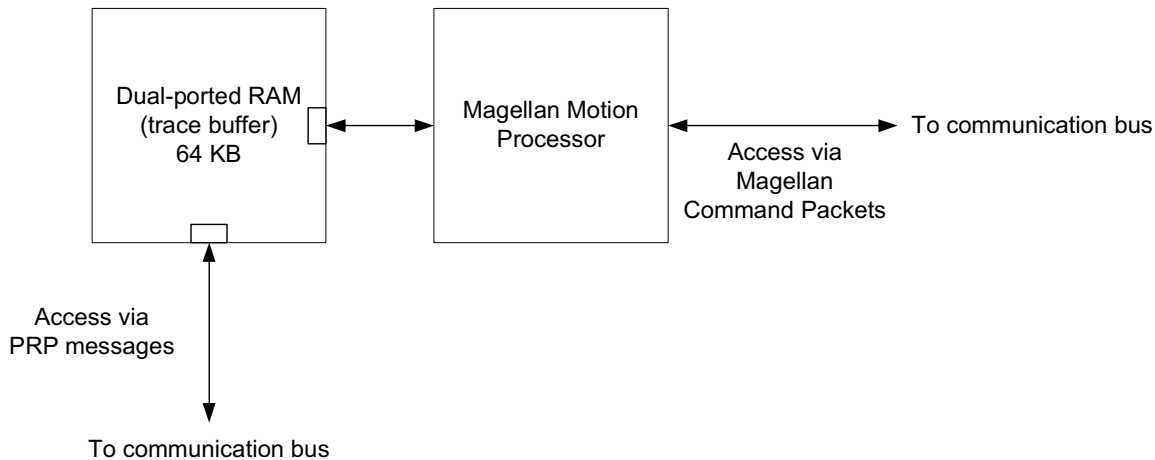 Dual-ported RAM
(trace buffer)
64 KB
Magellan Motion
Processor
To communication bus
Access via
Magellan
Command Packets
Access via
PRP messages
To communication bus